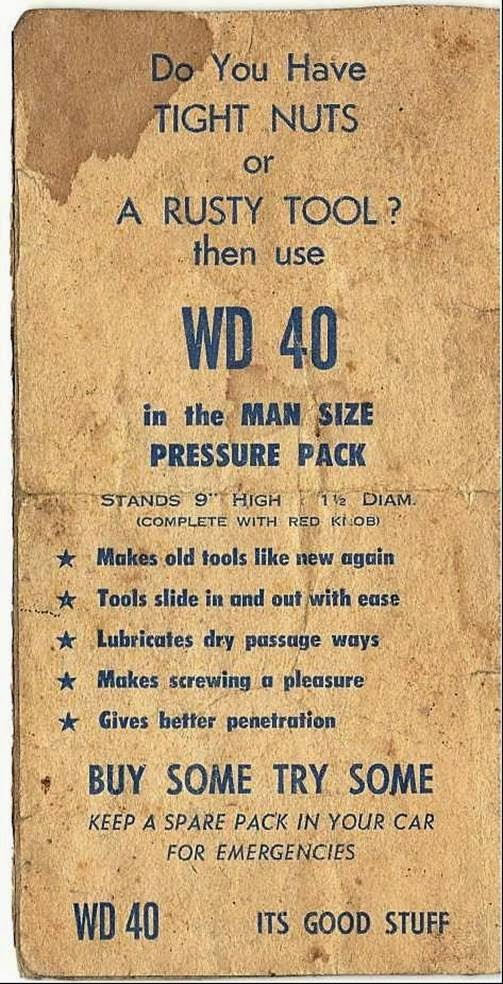 Do You Have
TIGHT NUTS
or
A RUSTY TOOL?
then use
WD 40
in the MAN SIZE
PRESSURE PACK
STANDS 9" HIGH : 1½ DIAM.
(COMPLETE WITH RED KNOB)
★ Makes old tools like new again
★ Tools slide in and out with ease
★ Lubricates dry passage ways
★ Makes screwing a pleasure
★ Gives better penetration
BUY SOME TRY SOME
KEEP A SPARE PACK IN YOUR CAR
FOR EMERGENCIES
WD 40 ITS GOOD STUFF